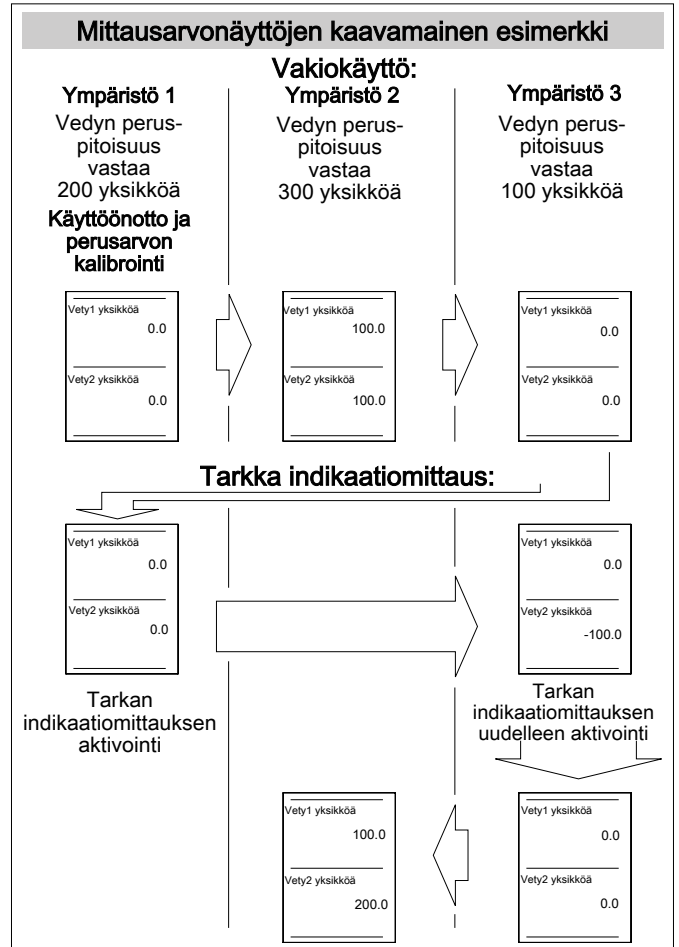 Mittausarvonäyttöjen kaavamainen esimerkki
Vakiokäyttö:
Ympäristö 1
Vedyn perus-
pitoisuus
vastaa
200 yksikköä
Käyttöönotto ja
perusarvon
kalibrointi
Ympäristö 2
Vedyn perus-
pitoisuus
vastaa
300 yksikköä
Ympäristö 3
Vedyn perus-
pitoisuus
vastaa
100 yksikköä
Vety1 yksikköä
0.0
Vety2 yksikköä
0.0
Vety1 yksikköä
100.0
Vety2 yksikköä
100.0
Vety1 yksikköä
0.0
Vety2 yksikköä
0.0
Tarkka indikaatiomittaus:
Vety1 yksikköä
0.0
Vety2 yksikköä
0.0
Tarkan
indikaatiomittauksen
aktivointi
Vety1 yksikköä
0.0
Vety2 yksikköä
-100.0
Tarkan
indikaatiomittauksen
uudelleen aktivointi
Vety1 yksikköä
100.0
Vety2 yksikköä
200.0
Vety1 yksikköä
0.0
Vety2 yksikköä
0.0